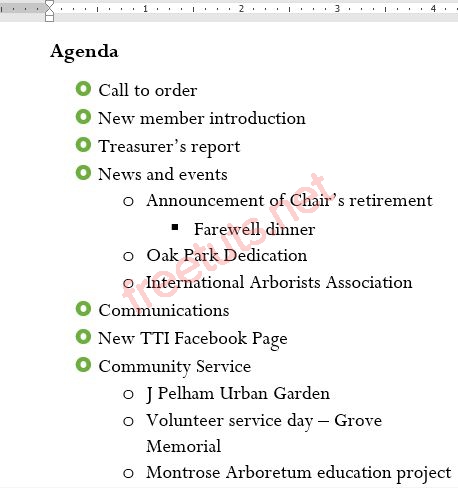 1 2 3 4
Agenda
Call to order
New member introduction
Treasurer's report
News and events
Announcement of Chair's retirement
Farewell dinner
Oak Park Dedication
International Arborists Association
Communications
New TTI Facebook Page
Community Service
J Pelham Urban Garden
Volunteer service day – Grove
Memorial
Montrose Arboretum education project
freetuts.net